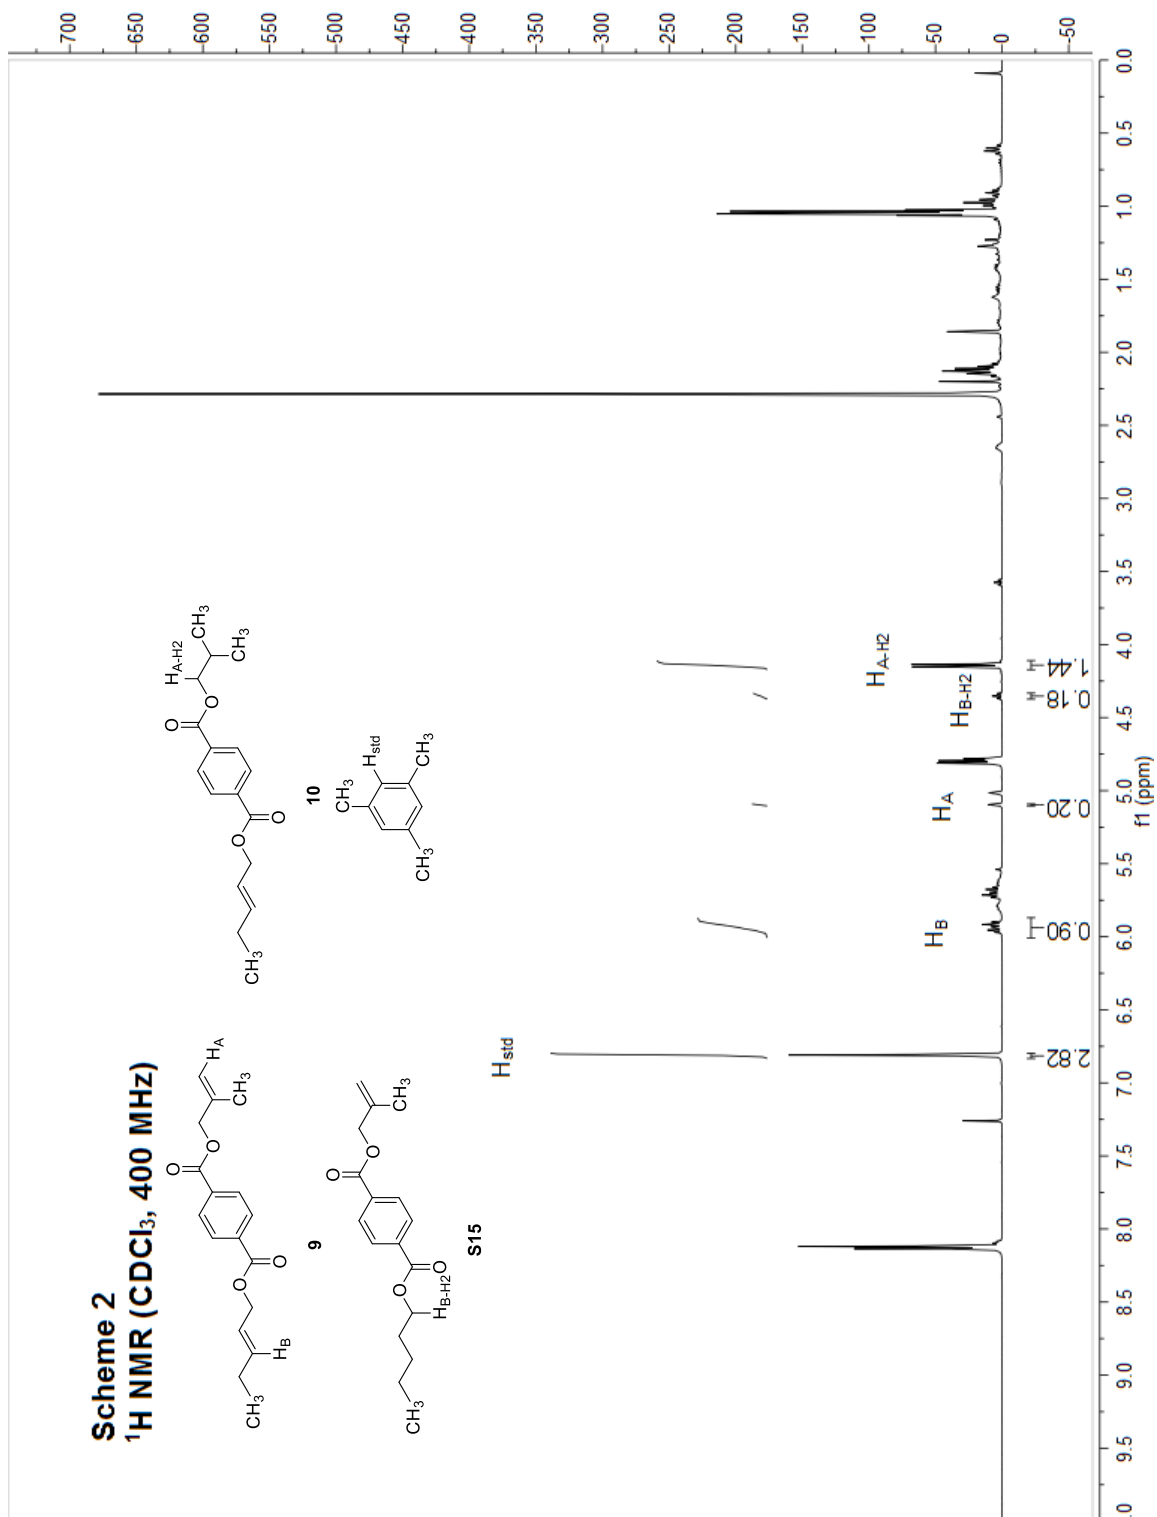 Scheme 2
¹H NMR (CDCl₃, 400 MHz)
CH₃
H_B
O
O
O
O
CH₃
H_A
9
CH₃
O
H_B-H2
O
O
O
CH₃
S15
CH₃
O
O
O
O
H_A-H2
CH₃
CH₃
10
CH₃
CH₃
H_std
CH₃
H_std
H_B
H_A
H_B-H2
H_A-H2
2.82
0.90
0.20
0.18
1.44
.0
9.5
9.0
8.5
8.0
7.5
7.0
6.5
6.0
5.5
5.0
4.5
4.0
3.5
3.0
2.5
2.0
1.5
1.0
0.5
0.0
f1 (ppm)
700
650
600
550
500
450
400
350
300
250
200
150
100
50
0
-50